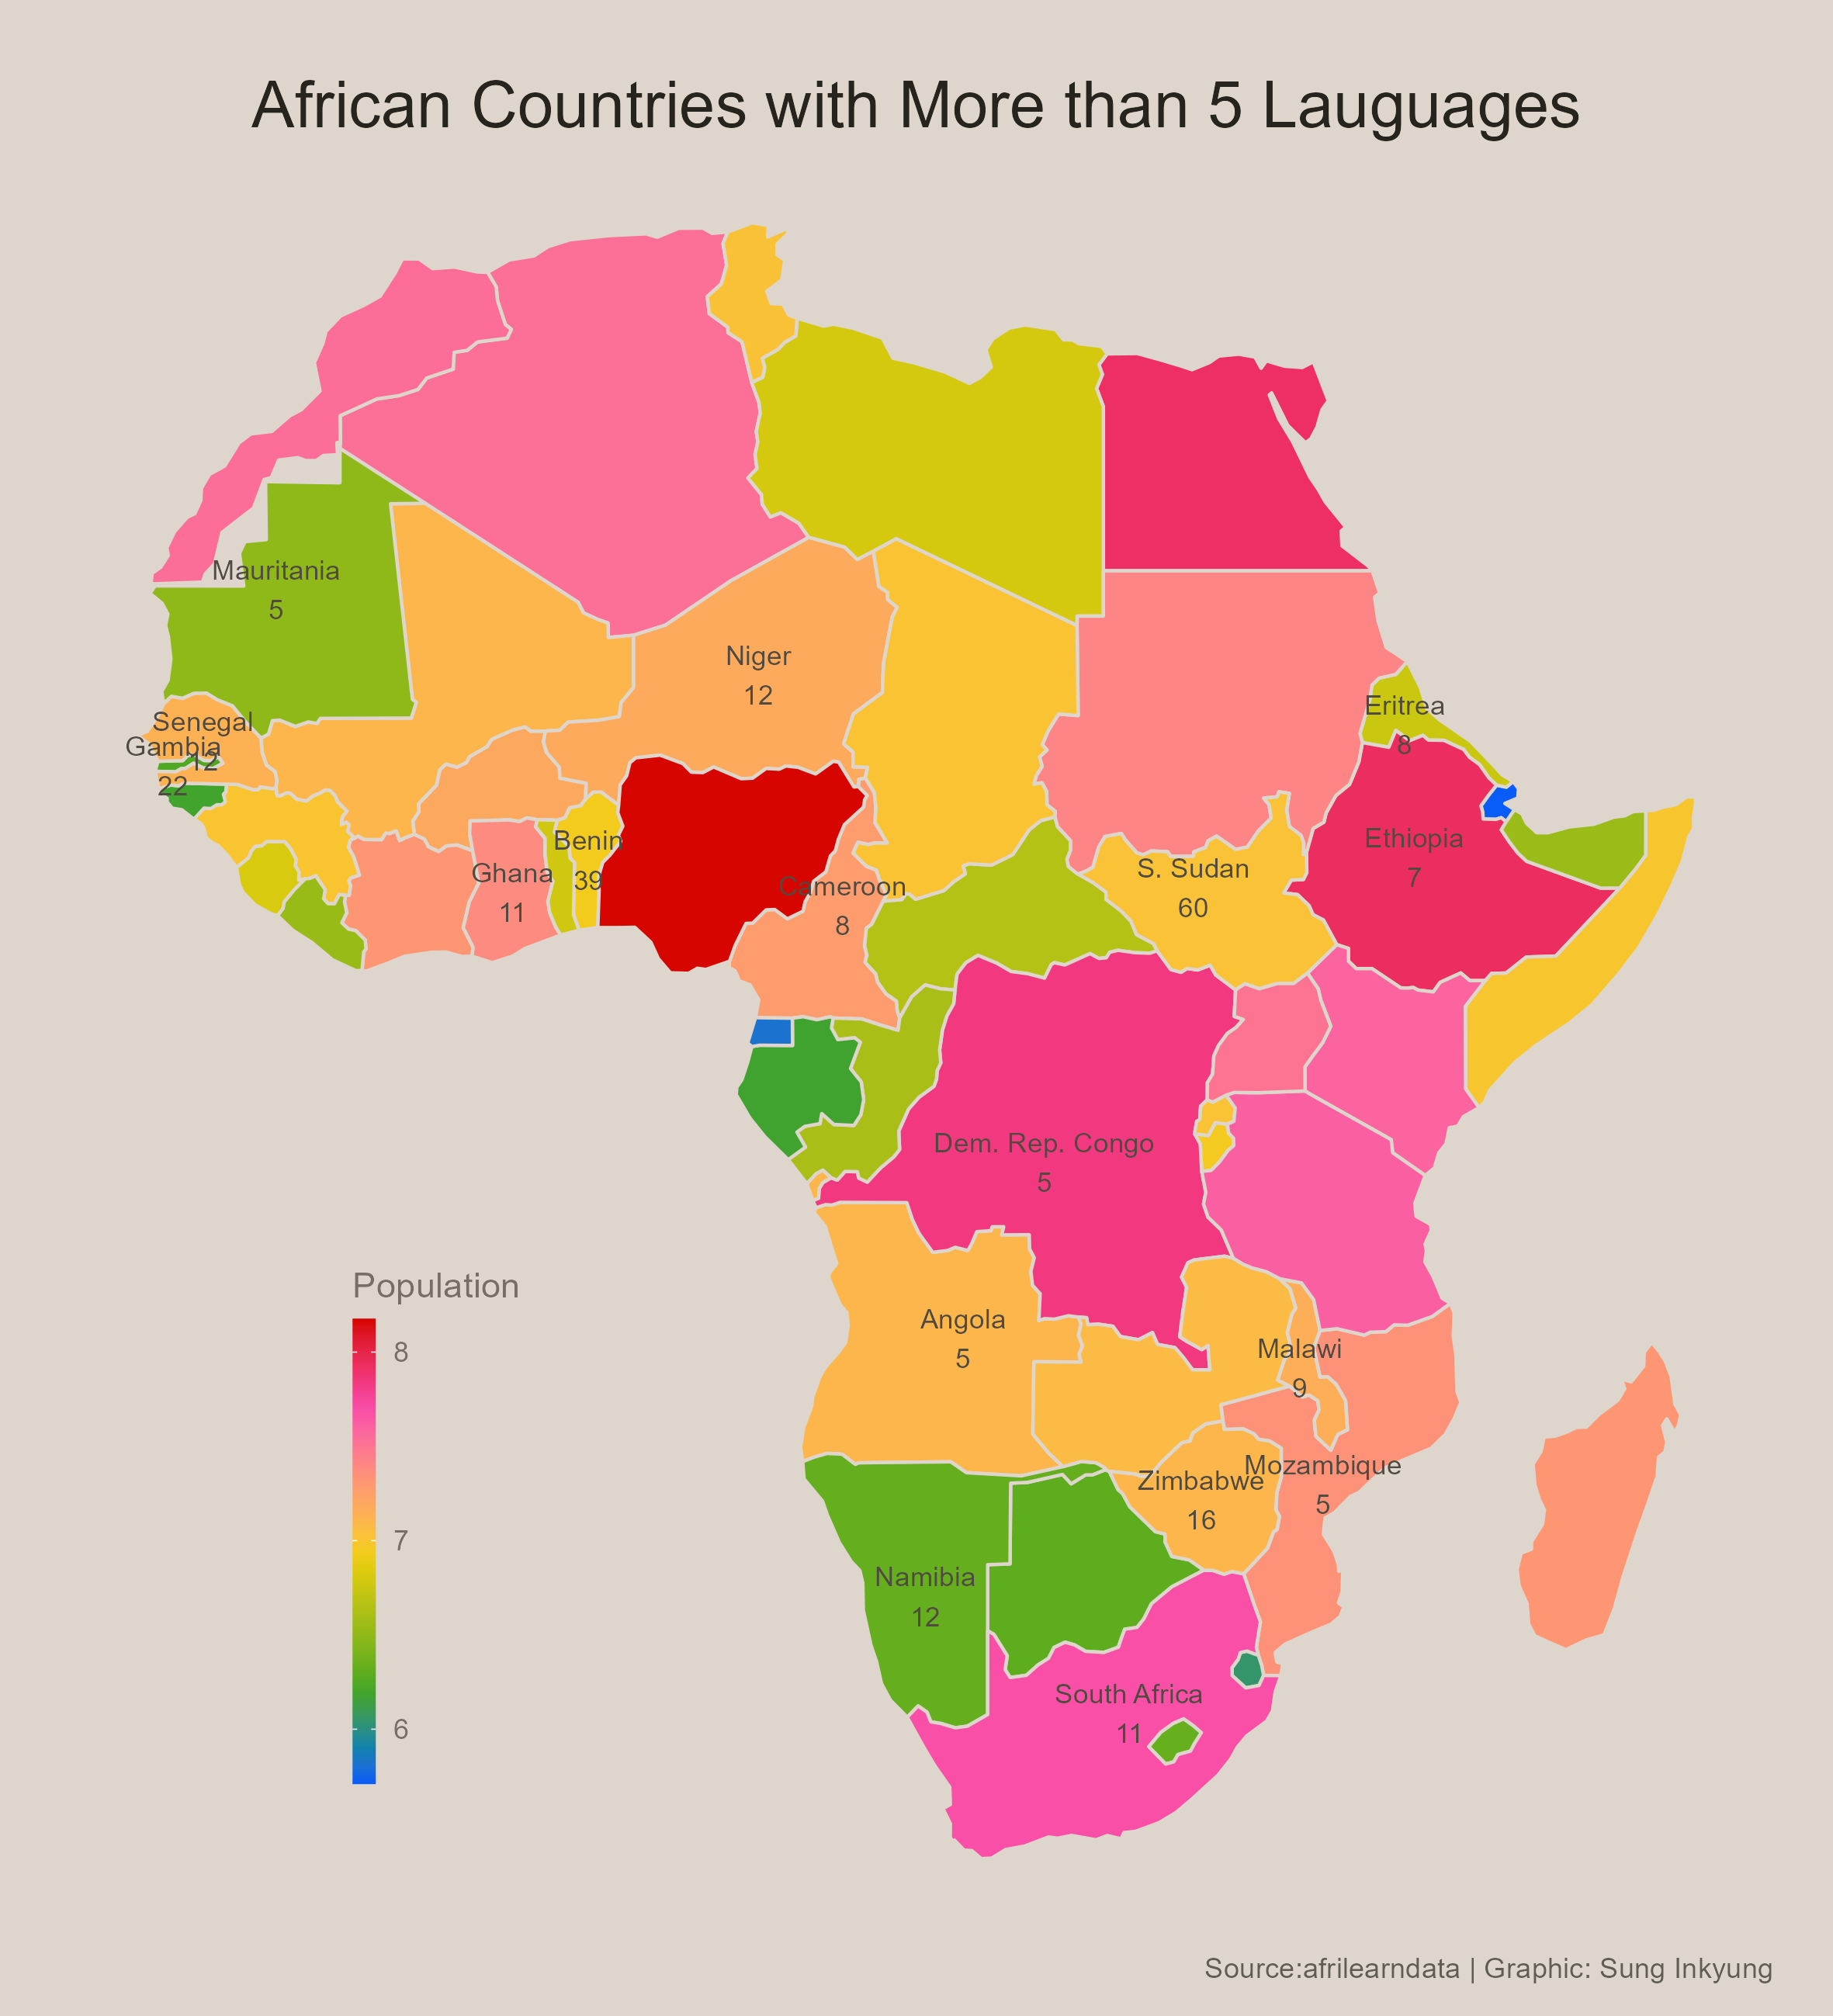 African Countries with More than 5 Lauguages
Mauritania
5
Niger
12
Senegal
12
Gambia
22
Eritrea
8
Benin
39
Ghana
11
Cameroon
8
S. Sudan
60
Ethiopia
7
Dem. Rep. Congo
5
Angola
5
Malawi
9
Mozambique
5
Zimbabwe
16
Namibia
12
South Africa
11
Population
8
7
6
Source:afrilearndata | Graphic: Sung Inkyung